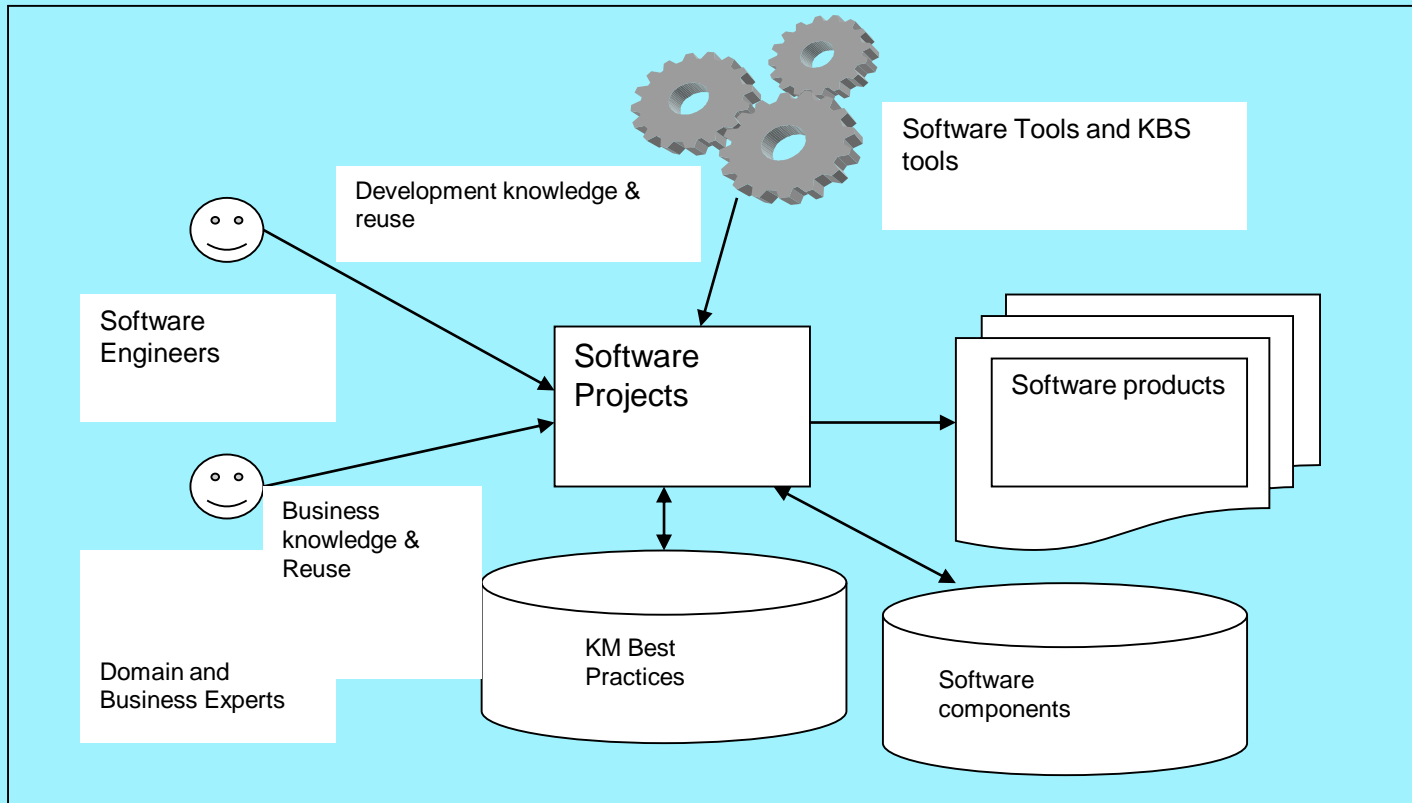 Software Tools and KBS
tools
Development knowledge &
reuse
Software
Engineers
Software
Projects
Software products
Business
knowledge &
Reuse
Domain and
Business Experts
KM Best
Practices
Software
components